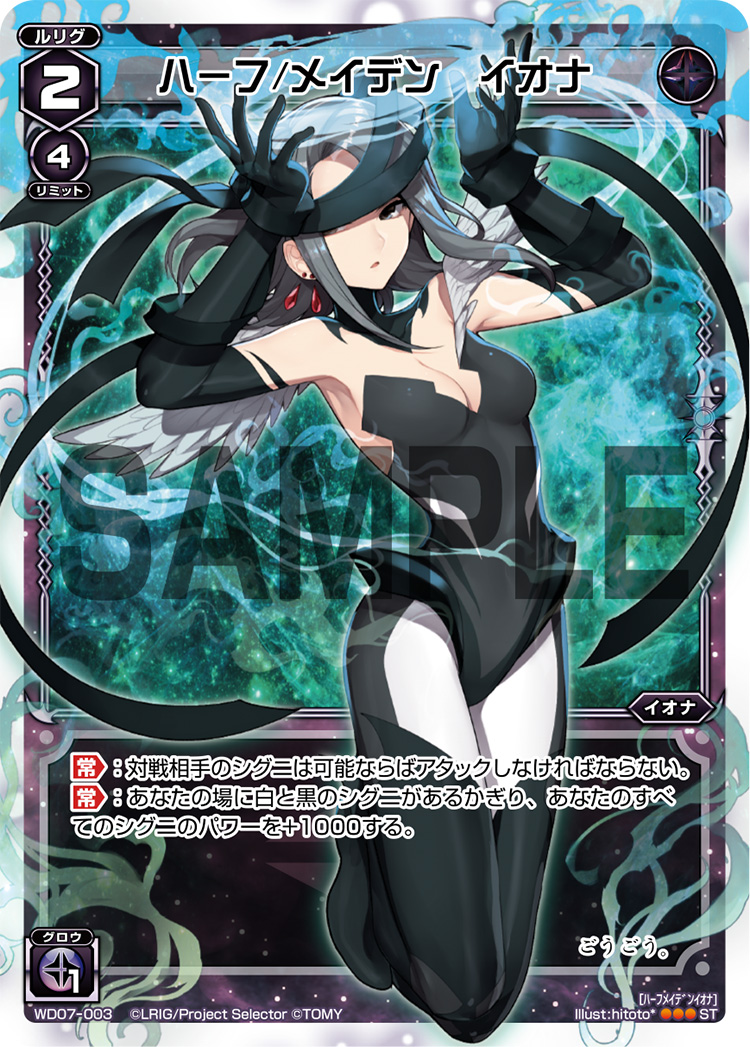 ルリグ
2
ハーフ/メイデン イオナ
4
リミット
SAMPLE
イオナ
常:対戦相手のシグニは可能ならばアタックしなければならない。
常:あなたの場に白と黒のシグニがあるかぎり、あなたのすべ
てのシグニのパワーを+1000する。
ごうごう。
グロウ
1
[ハーフメイデンイオナ]
WD07-003 ©LRIG/Project Selector ©TOMY Illust:hitoto* ST